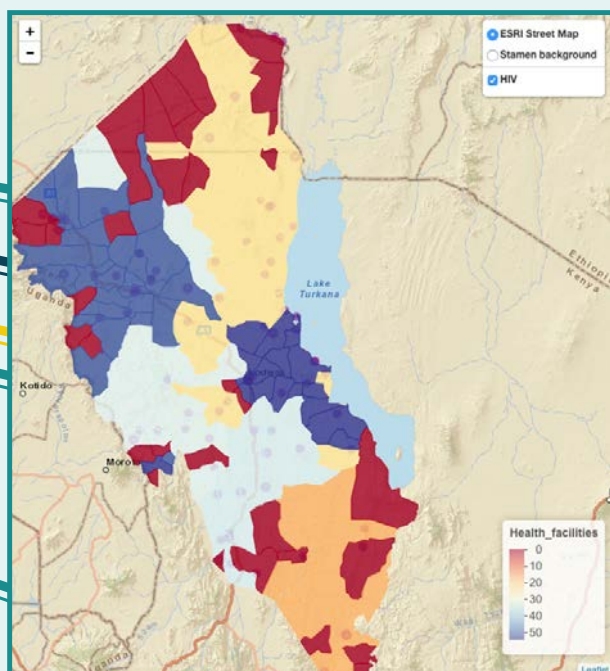 +
−
ESRI Street Map
Stamen background
HIV
Ethiopia
Kenya
Lake
Turkana
Uganda
Kotido
Moroto
Health_facilities
0
10
20
30
40
50
Leaflet